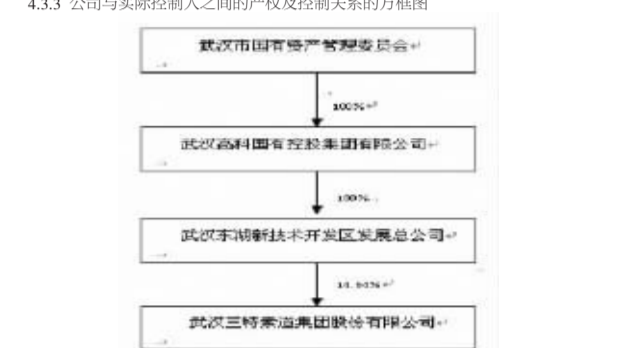 4.3.3 公司与实际控制人之间的产权及控制关系的方框图
武汉市国有资产管理委员会
100%
武汉高科国有控股集团有限公司
100%
武汉东湖新技术开发区发展总公司
武汉三特索道集团股份有限公司